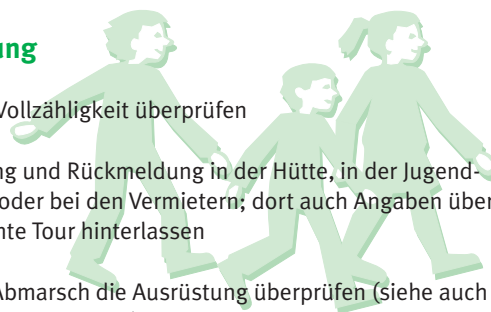 ung
Vollzähligkeit überprüfen
ng und Rückmeldung in der Hütte, in der Jugend-
oder bei den Vermietern; dort auch Angaben über
nte Tour hinterlassen
Abmarsch die Ausrüstung überprüfen (siehe auch